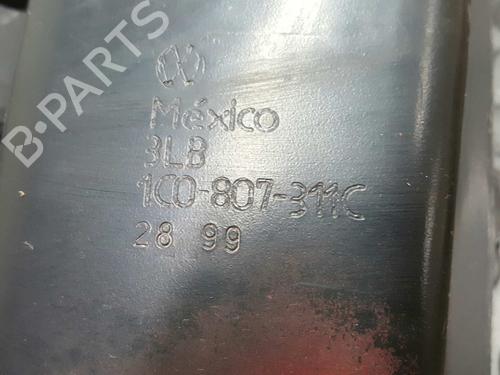 B-PARTS
México
3LB
1C0-807-311C
28 99